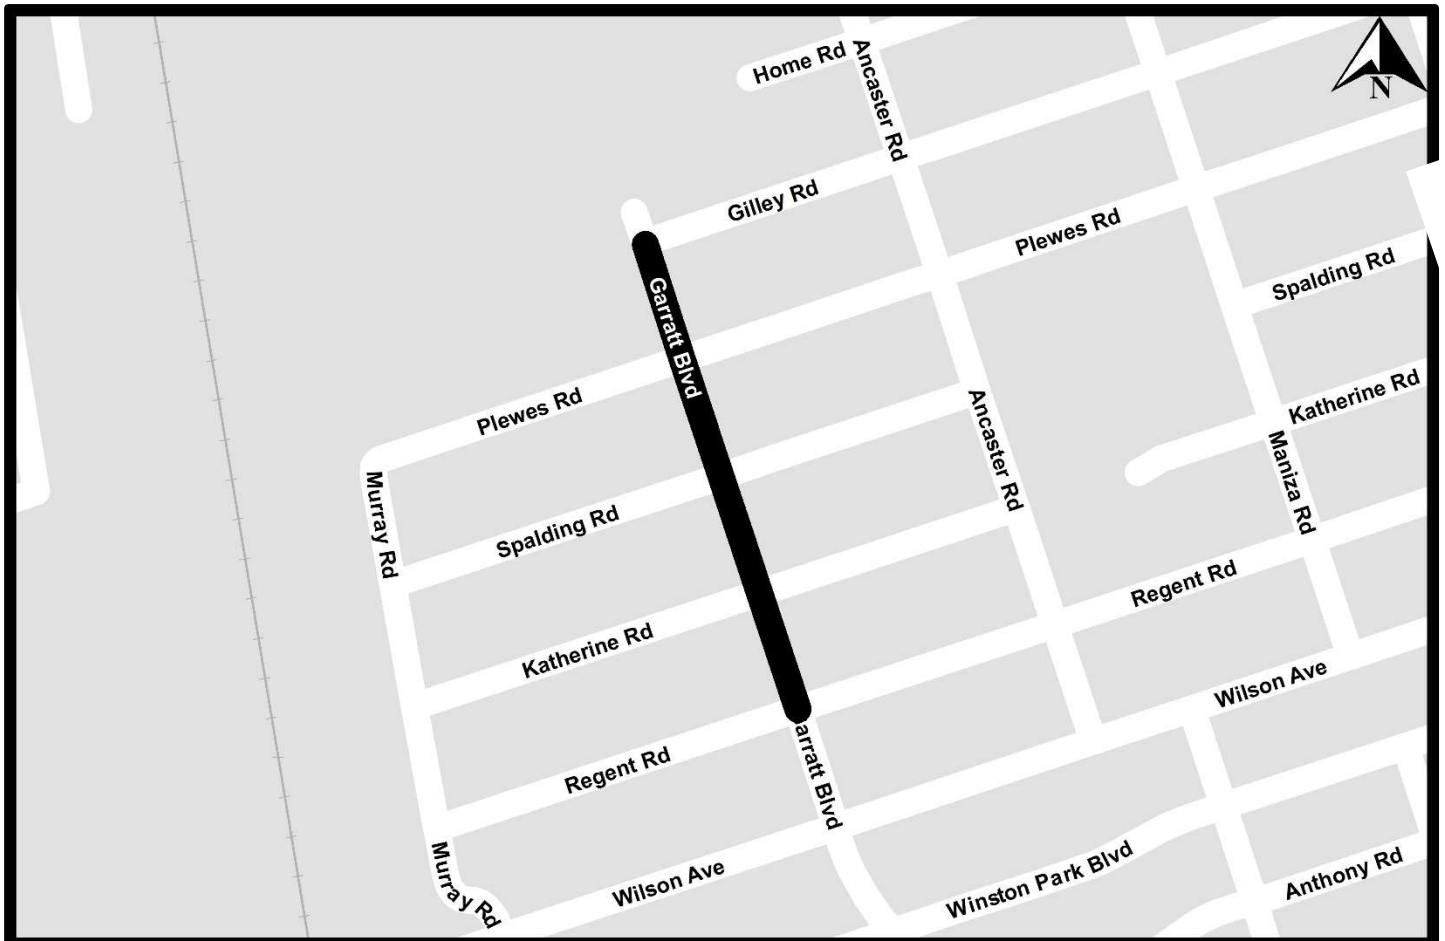 Home Rd
Ancaster Rd
N
Gilley Rd
Plewes Rd
Spalding Rd
Garratt Blvd
Plewes Rd
Katherine Rd
Ancaster Rd
Maniza Rd
Murray Rd
Spalding Rd
Regent Rd
Katherine Rd
Wilson Ave
Regent Rd
arratt Blvd
Murray Rd
Wilson Ave
Winston Park Blvd
Anthony Rd